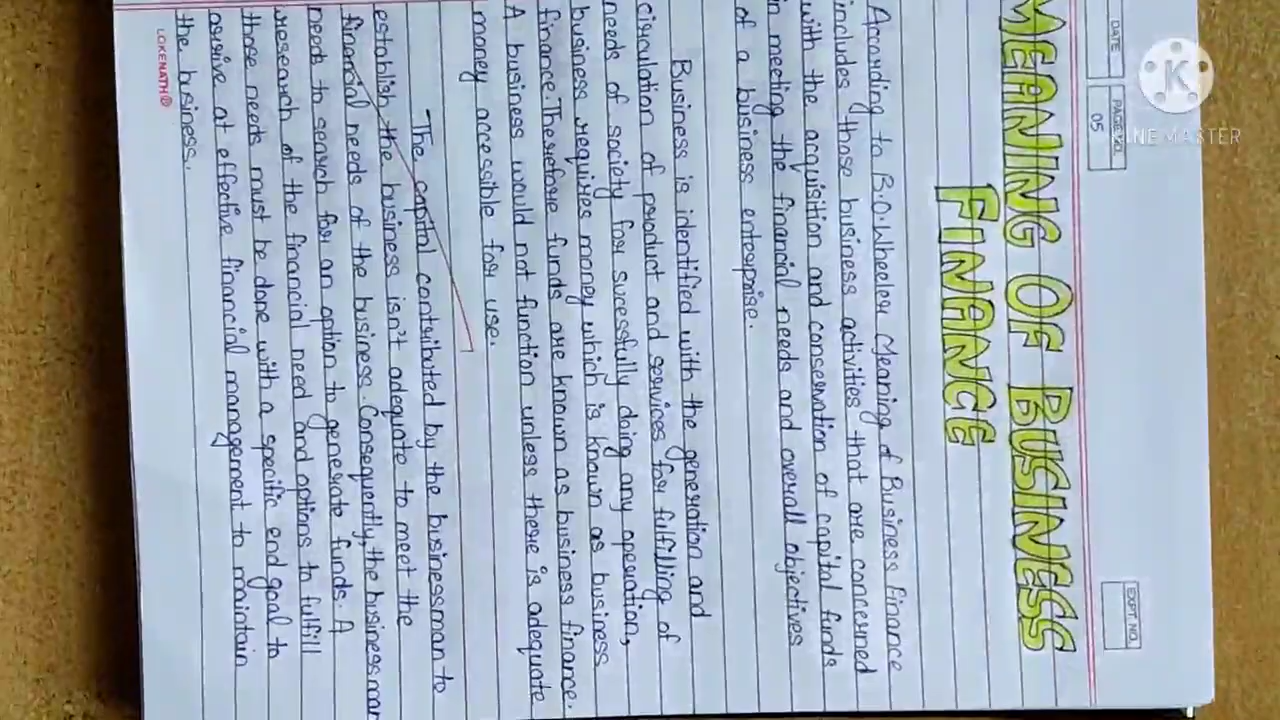 DATE
PAGE NO.
05
EXPT. NO.
KINE MASTER
MEANING OF BUSINESS
FINANCE
According to B.O. Wheeler Meaning of Business Finance
includes those business activities that are concerned
with the acquisition and conservation of capital funds
in meeting the financial needs and overall objectives
of a business enterprise.
Business is identified with the generation and
circulation of product and services for fulfilling of
needs of society for sucessfully doing any operation,
business requires money which is known as business
finance. Therefore funds are known as business finance.
A business would not function unless there is adequate
money accessible for use.
The capital contributed by the businessman to
establish the business isn't adequate to meet the
financial needs of the business. Consequently, the businessman
needs to search for an option to generate funds. A
research of the financial need and options to fulfill
those needs must be done with a specific end goal to
arrive at effective financial management to maintain
the business.
LOKENATH®